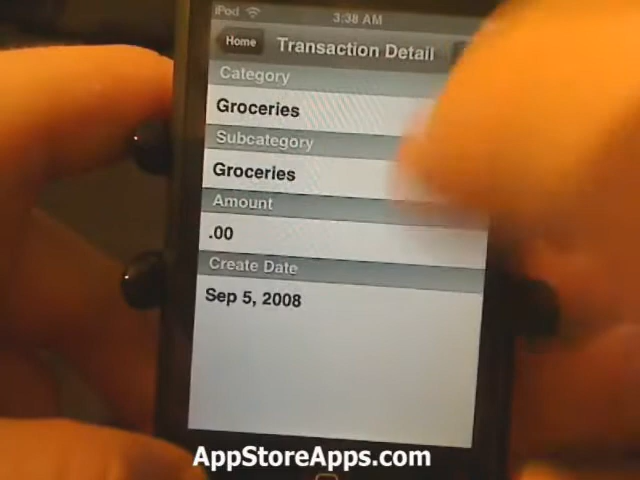 iPod 3:38 AM
Home Transaction Detail
Category
Groceries
Subcategory
Groceries
Amount
.00
Create Date
Sep 5, 2008
AppStoreApps.com